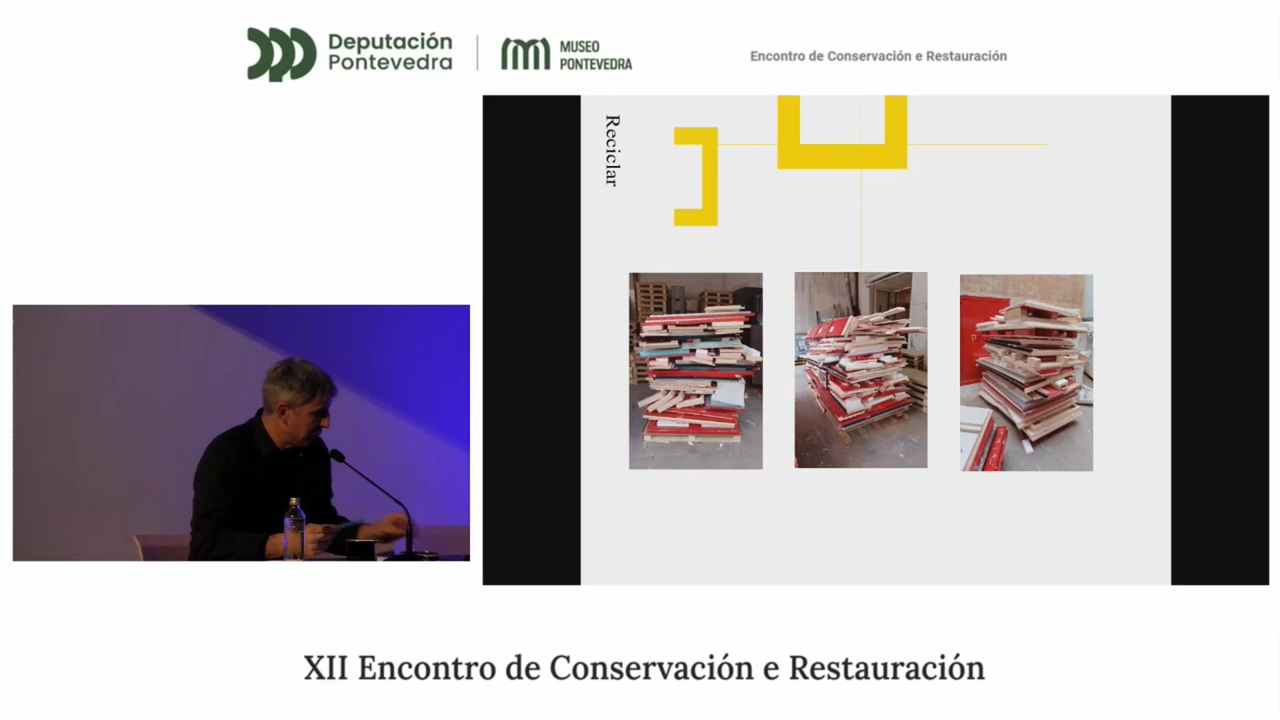 Deputación
Pontevedra
MUSEO
PONTEVEDRA
Encontro de Conservación e Restauración
Reciclar
XII Encontro de Conservación e Restauración